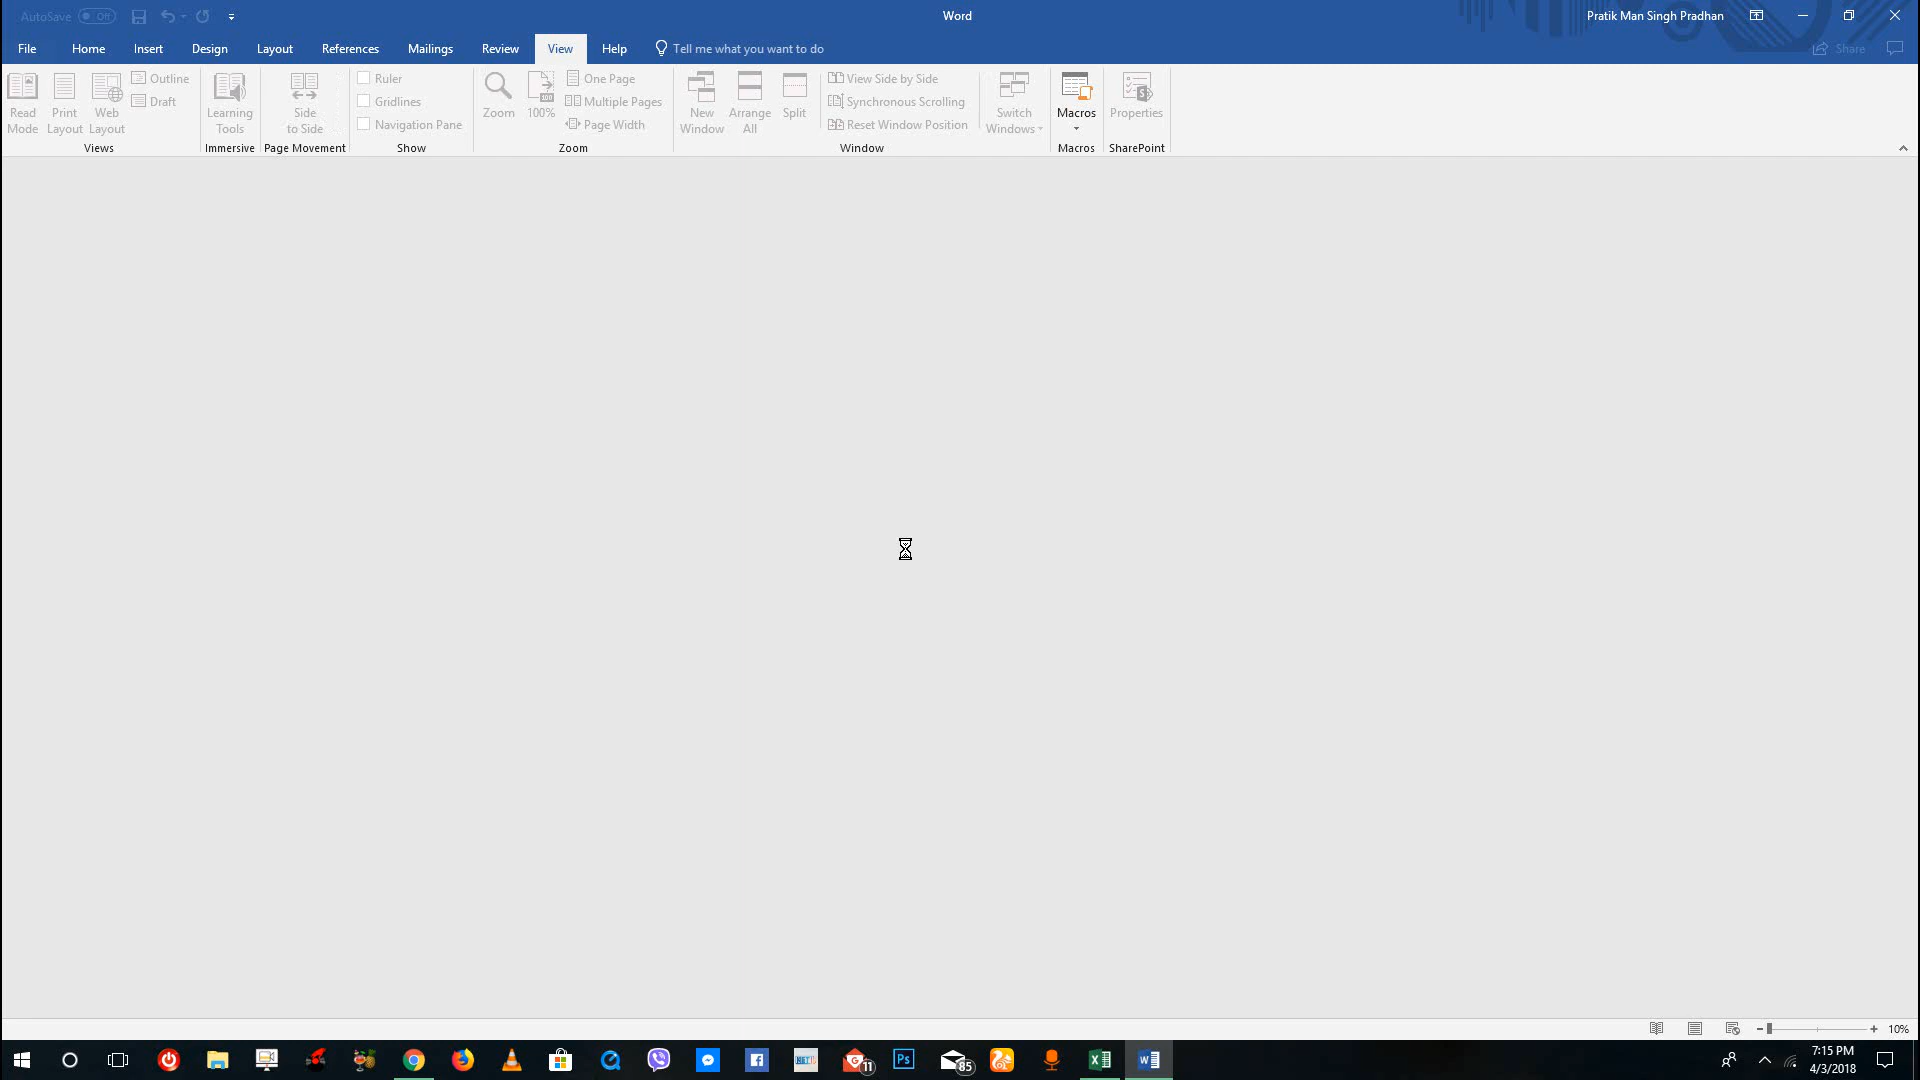 AutoSave Off
Word
Pratik Man Singh Pradhan
File Home Insert Design Layout References Mailings Review View Help Tell me what you want to do Share
Read Mode
Print Layout
Web Layout
Outline
Draft
Views
Learning Tools
Immersive
Side to Side
Page Movement
Ruler
Gridlines
Navigation Pane
Show
Zoom
100%
One Page
Multiple Pages
Page Width
Zoom
New Window
Arrange All
Split
View Side by Side
Synchronous Scrolling
Reset Window Position
Switch Windows
Window
Macros
Macros
Properties
SharePoint
10%
11
Ps
85
7:15 PM
4/3/2018